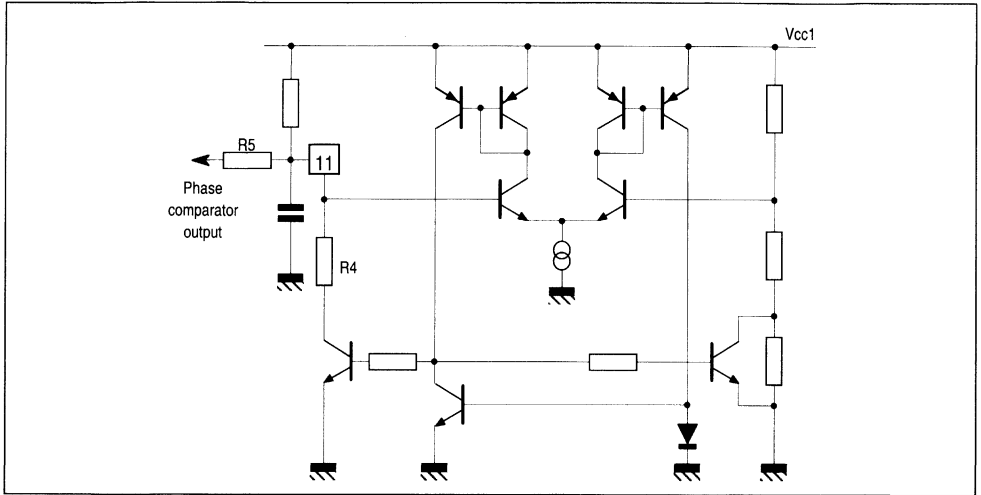 Vcc1
R5
11
Phase
comparator
output
R4